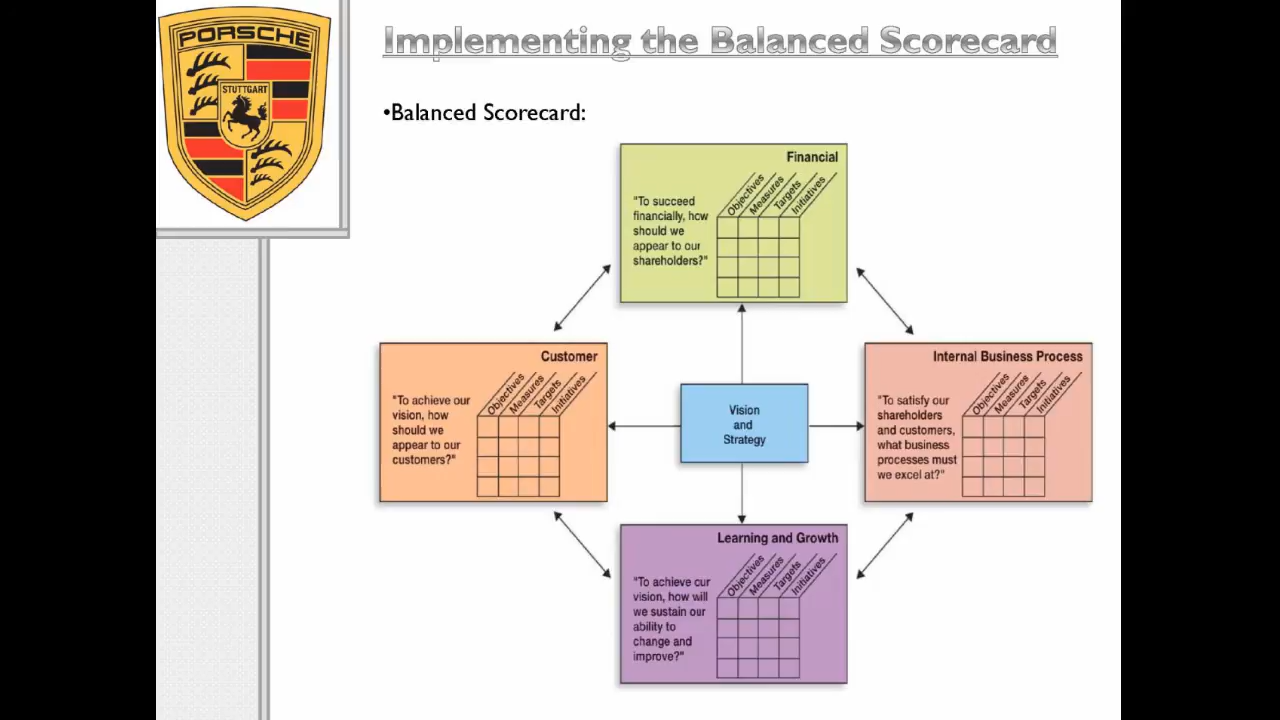 PORSCHE
STUTTGART
Implementing the Balanced Scorecard
•Balanced Scorecard:
Financial
"To succeed
financially, how
should we
appear to our
shareholders?"
Objectives
Measures
Targets
Initiatives
Customer
"To achieve our
vision, how
should we
appear to our
customers?"
Objectives
Measures
Targets
Initiatives
Vision
and
Strategy
Internal Business Process
"To satisfy our
shareholders
and customers,
what business
processes must
we excel at?"
Objectives
Measures
Targets
Initiatives
Learning and Growth
"To achieve our
vision, how will
we sustain our
ability to
change and
improve?"
Objectives
Measures
Targets
Initiatives